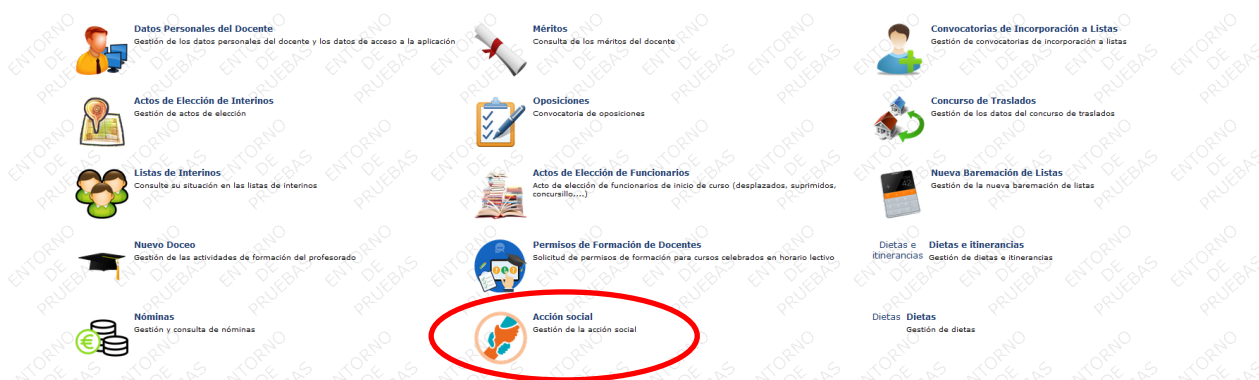 Datos Personales del Docente
Gestión de los datos personales del docente y los datos de acceso a la aplicación
Méritos
Consulta de los méritos del docente
Convocatorias de Incorporación a Listas
Gestión de convocatorias de incorporación a listas
Actos de Elección de Interinos
Gestión de actos de elección
Oposiciones
Convocatoria de oposiciones
Concurso de Traslados
Gestión de los datos del concurso de traslados
Listas de Interinos
Consulte su situación en las listas de interinos
Actos de Elección de Funcionarios
Acto de elección de funcionarios de inicio de curso (desplazados, suprimidos,
concursillo....)
Nueva Baremación de Listas
Gestión de la nueva baremación de listas
Nuevo Doceo
Gestión de las actividades de formación del profesorado
Permisos de Formación de Docentes
Solicitud de permisos de formación para cursos celebrados en horario lectivo
Dietas e
itinerancias
Dietas e itinerancias
Gestión de dietas e itinerancias
Nóminas
Gestión y consulta de nóminas
Acción social
Gestión de la acción social
Dietas
Dietas
Gestión de dietas
ENTORNO
DE
PRUEBAS